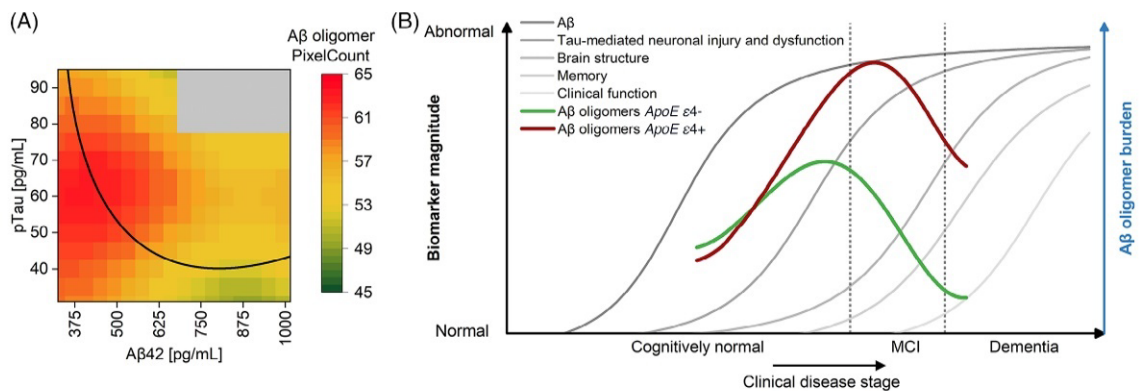 (A)
Aβ oligomer
PixelCount
65
61
57
53
49
45
pTau [pg/mL]
90
80
70
60
50
40
375
500
625
750
875
1000
Aβ42 [pg/mL]
(B)
Abnormal
Normal
Biomarker magnitude
Aβ
Tau-mediated neuronal injury and dysfunction
Brain structure
Memory
Clinical function
Aβ oligomers ApoE ε4-
Aβ oligomers ApoE ε4+
Aβ oligomer burden
Cognitively normal
MCI
Dementia
Clinical disease stage